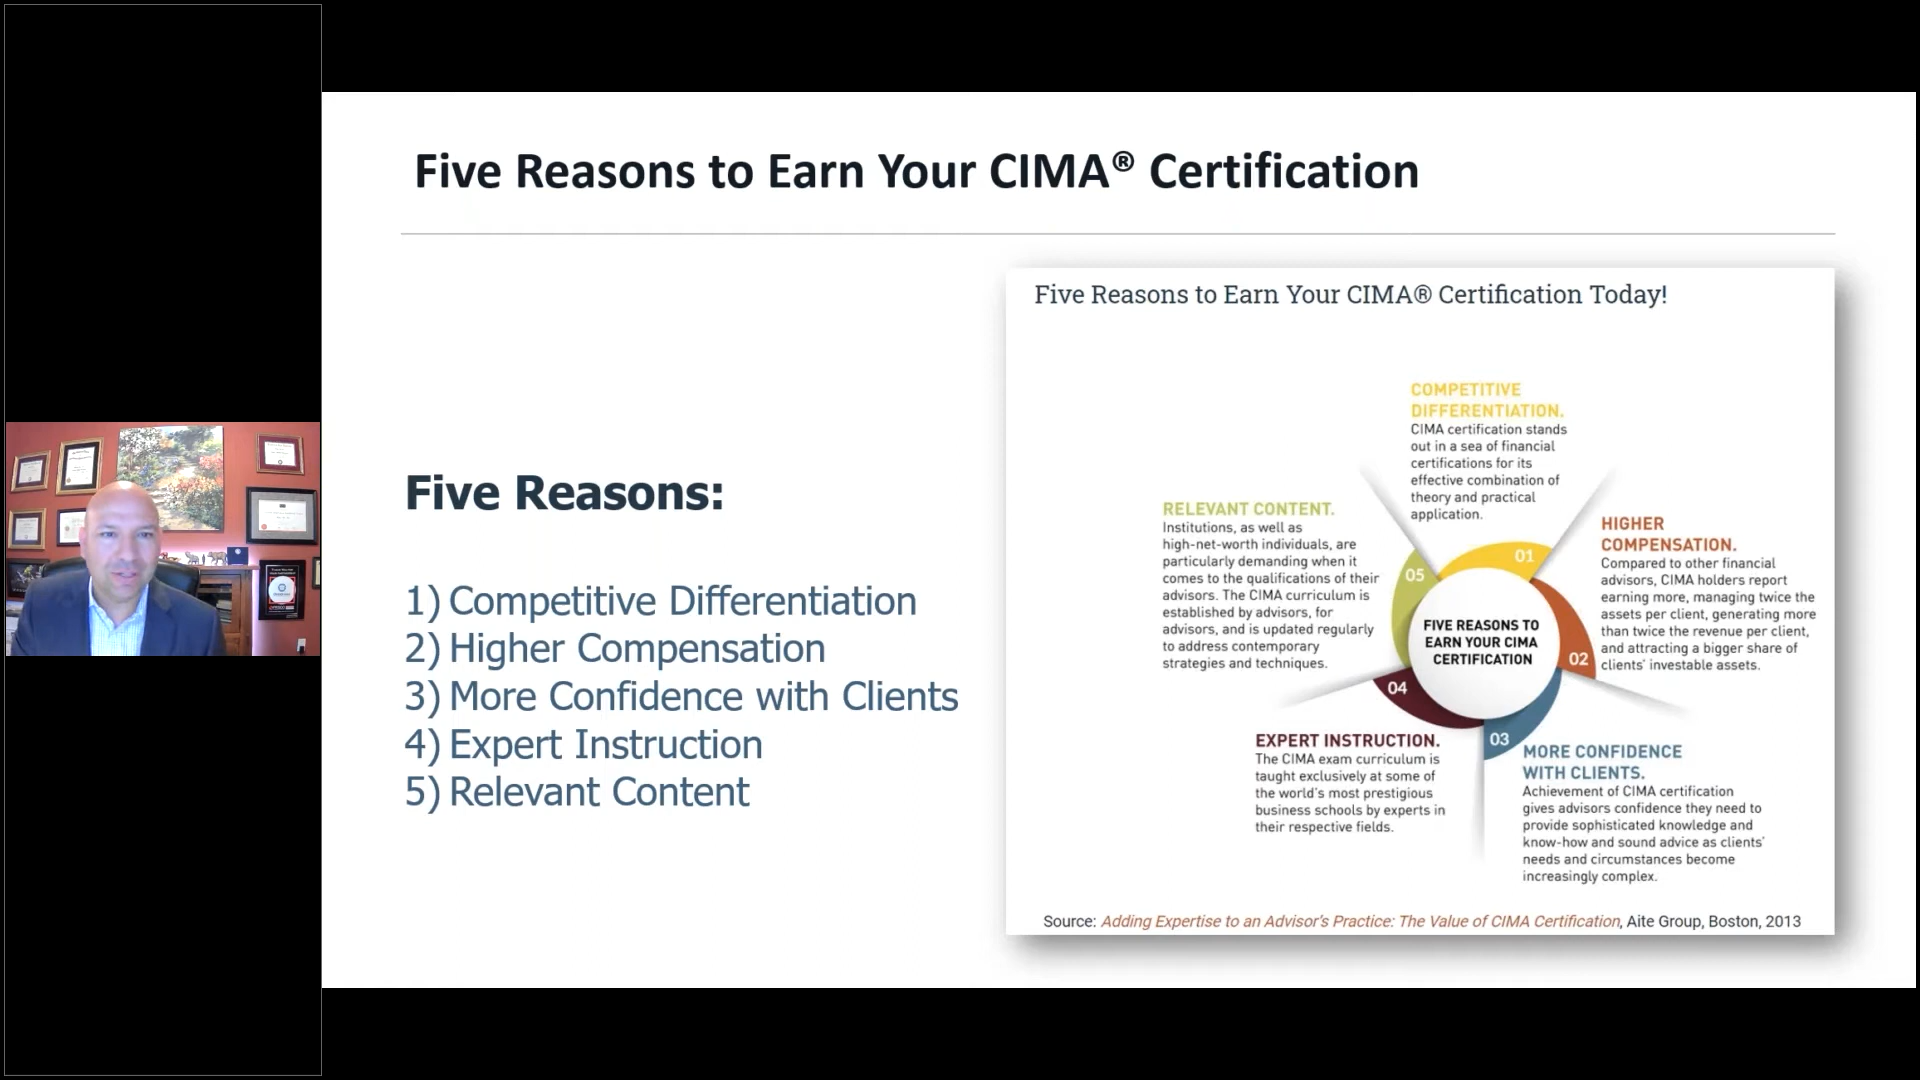 Five Reasons to Earn Your CIMA® Certification
Five Reasons:
1) Competitive Differentiation
2) Higher Compensation
3) More Confidence with Clients
4) Expert Instruction
5) Relevant Content
Five Reasons to Earn Your CIMA® Certification Today!
COMPETITIVE
DIFFERENTIATION.
CIMA certification stands
out in a sea of financial
certifications for its
effective combination of
theory and practical
application.
01
HIGHER
COMPENSATION.
Compared to other financial
advisors, CIMA holders report
earning more, managing twice the
assets per client, generating more
than twice the revenue per client,
and attracting a bigger share of
clients' investable assets.
02
MORE CONFIDENCE
WITH CLIENTS.
Achievement of CIMA certification
gives advisors confidence they need to
provide sophisticated knowledge and
know-how and sound advice as clients'
needs and circumstances become
increasingly complex.
03
EXPERT INSTRUCTION.
The CIMA exam curriculum is
taught exclusively at some of
the world's most prestigious
business schools by experts in
their respective fields.
04
RELEVANT CONTENT.
Institutions, as well as
high-net-worth individuals, are
particularly demanding when it
comes to the qualifications of their
advisors. The CIMA curriculum is
established by advisors, for
advisors, and is updated regularly
to address contemporary
strategies and techniques.
05
FIVE REASONS TO
EARN YOUR CIMA
CERTIFICATION
Source: Adding Expertise to an Advisor's Practice: The Value of CIMA Certification, Aite Group, Boston, 2013